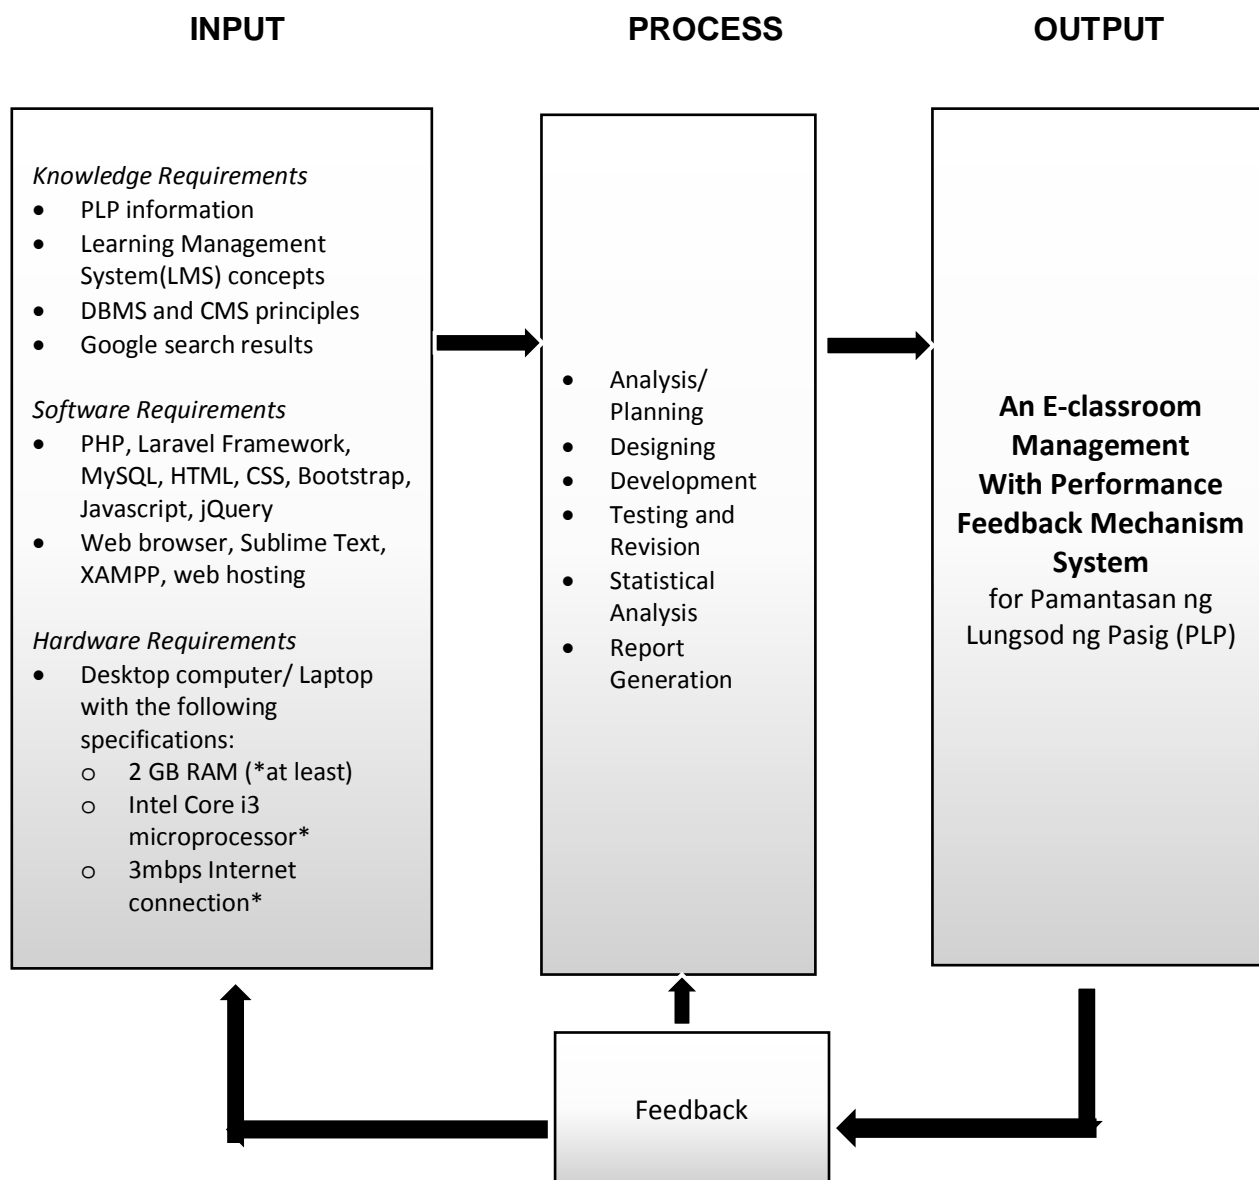 INPUT
PROCESS
OUTPUT
Knowledge Requirements
• PLP information
• Learning Management
System(LMS) concepts
• DBMS and CMS principles
• Google search results
Software Requirements
• PHP, Laravel Framework,
MySQL, HTML, CSS, Bootstrap,
Javascript, jQuery
• Web browser, Sublime Text,
XAMPP, web hosting
Hardware Requirements
• Desktop computer/ Laptop
with the following
specifications:
o 2 GB RAM (*at least)
o Intel Core i3
microprocessor*
o 3mbps Internet
connection*
• Analysis/
Planning
• Designing
• Development
• Testing and
Revision
• Statistical
Analysis
• Report
Generation
An E-classroom
Management
With Performance
Feedback Mechanism
System
for Pamantasan ng
Lungsod ng Pasig (PLP)
Feedback